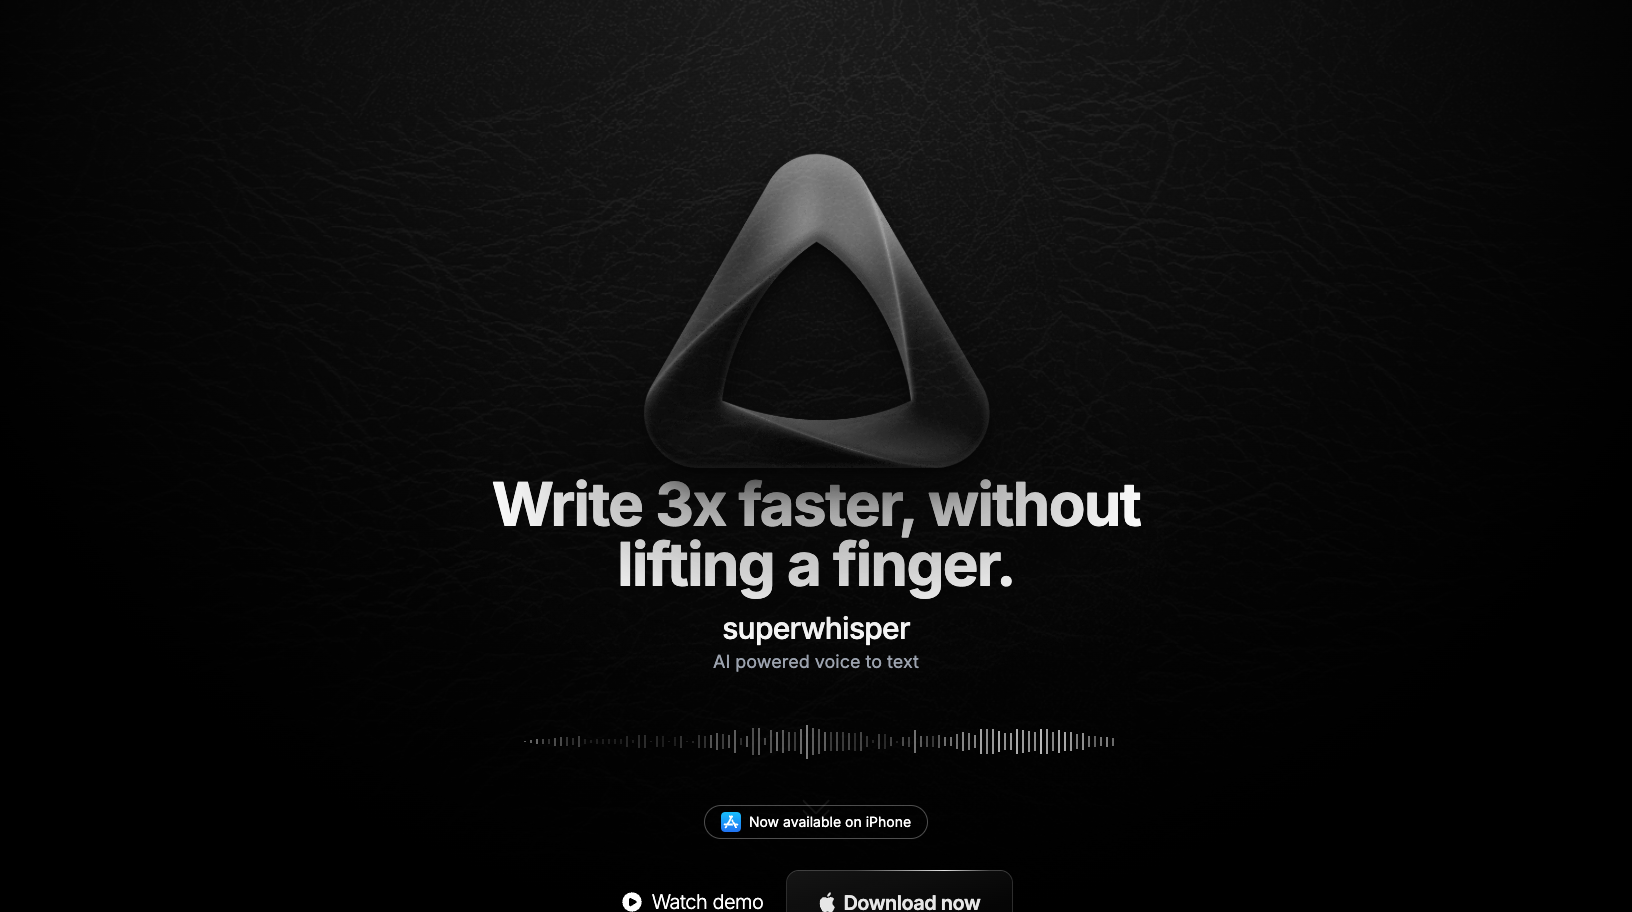 Write 3x faster, without
lifting a finger.
superwhisper
AI powered voice to text
Now available on iPhone
Watch demo
Download now